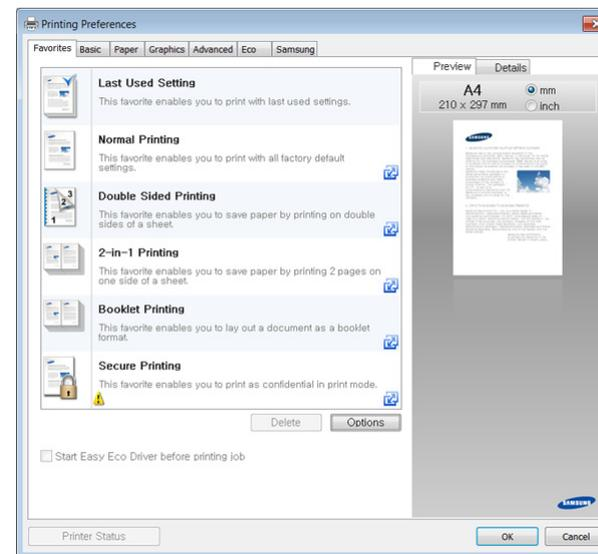 Printing Preferences
Favorites Basic Paper Graphics Advanced Eco Samsung
Last Used Setting
This favorite enables you to print with last used settings.
Normal Printing
This favorite enables you to print with all factory default
settings.
Double Sided Printing
This favorite enables you to save paper by printing on double
sides of a sheet.
2-in-1 Printing
This favorite enables you to save paper by printing 2 pages on
one side of a sheet.
Booklet Printing
This favorite enables you to lay out a document as a booklet
format.
Secure Printing
This favorite enables you to print as confidential in print mode.
Delete Options
Start Easy Eco Driver before printing job
Preview Details
A4 mm
210 x 297 mm inch
SAMSUNG
Printer Status OK Cancel